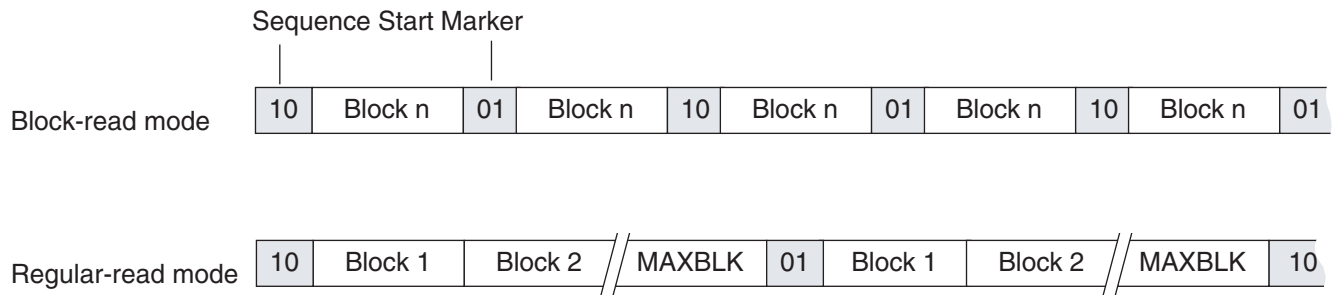 Sequence Start Marker
Block-read mode 10 Block n 01 Block n 10 Block n 01 Block n 10 Block n 01
Regular-read mode 10 Block 1 Block 2 MAXBLK 01 Block 1 Block 2 MAXBLK 10